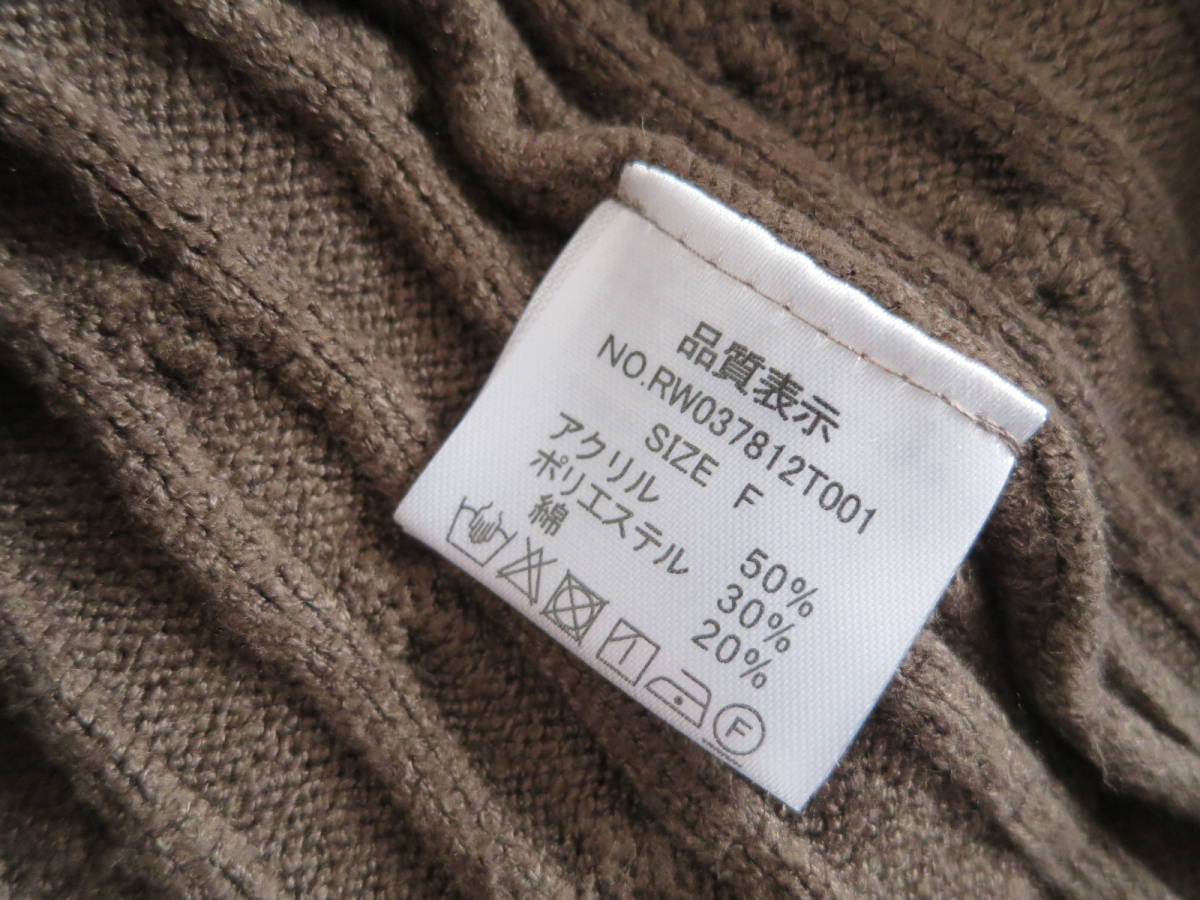 品質表示
NO.RW037812T001
SIZE F
アクリル 50%
ポリエステル 30%
綿 20%
F